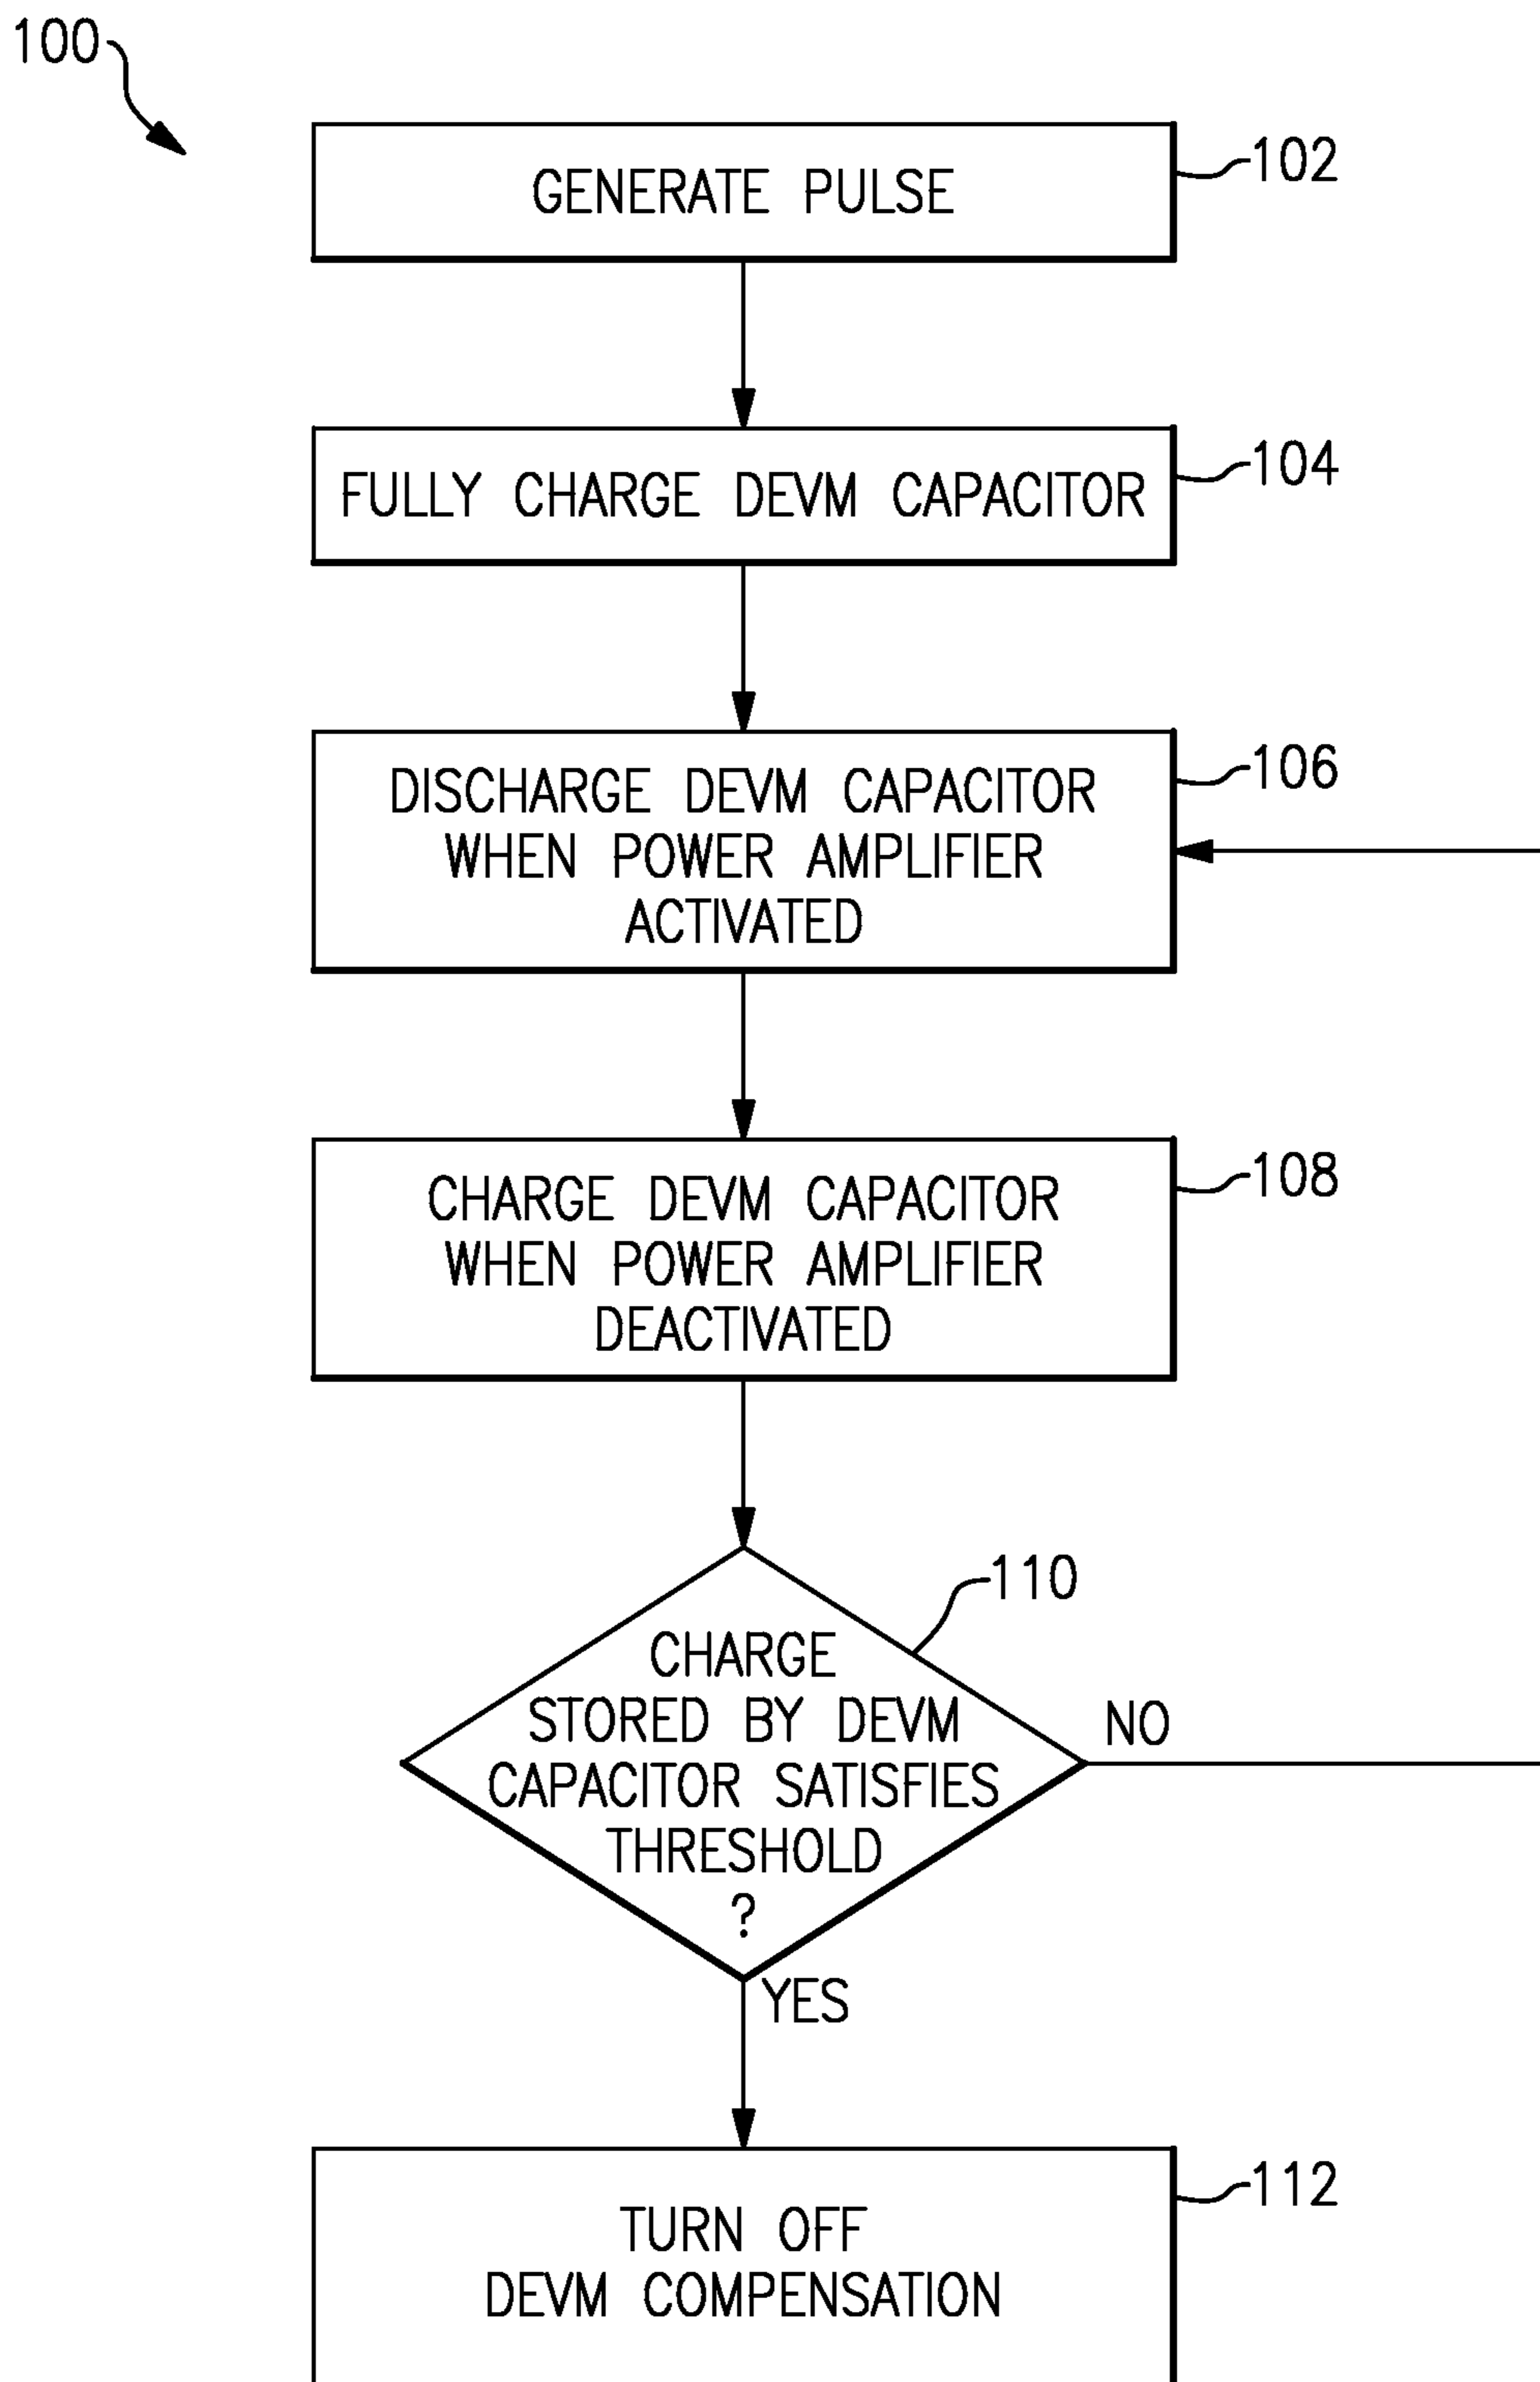 100
GENERATE PULSE
102
FULLY CHARGE DEVM CAPACITOR
104
DISCHARGE DEVM CAPACITOR
WHEN POWER AMPLIFIER
ACTIVATED
106
CHARGE DEVM CAPACITOR
WHEN POWER AMPLIFIER
DEACTIVATED
108
110
CHARGE
STORED BY DEVM
CAPACITOR SATISFIES
THRESHOLD
?
NO
YES
TURN OFF
DEVM COMPENSATION
112